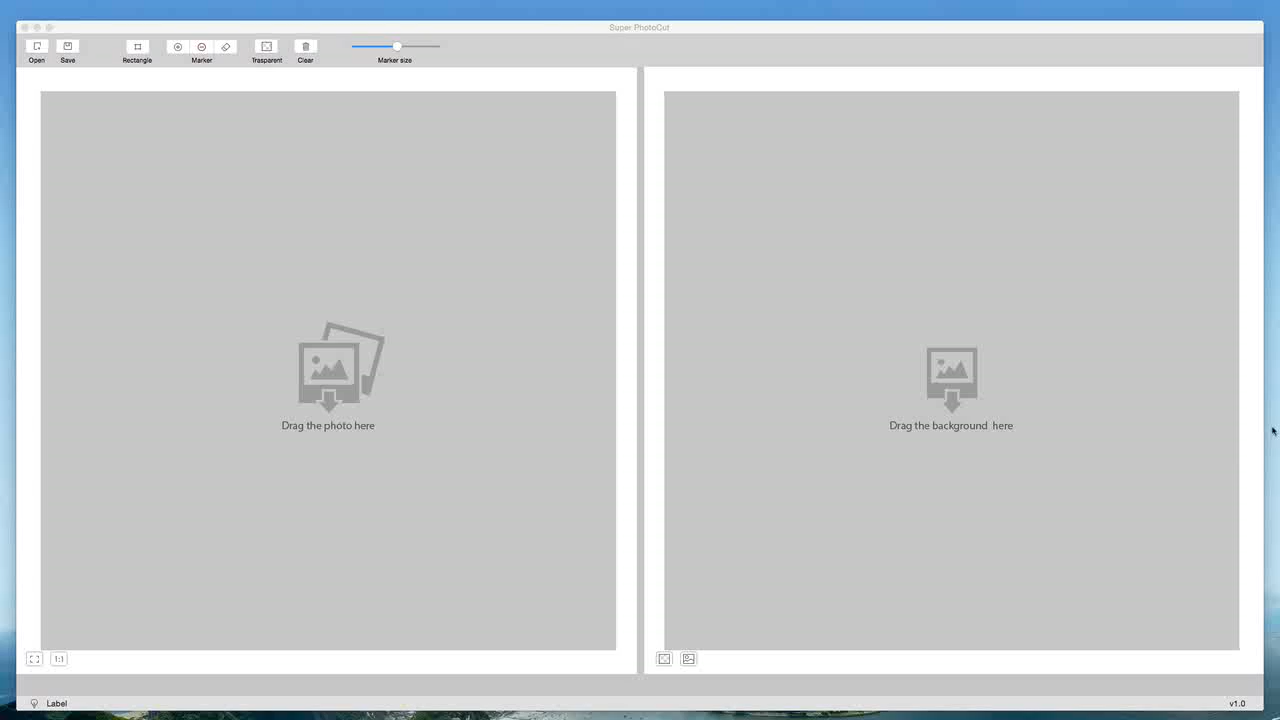 Super PhotoCut
Open
Save
Rectangle
Marker
Trasparent
Clear
Marker size
Drag the photo here
Drag the background here
1:1
Label
v1.0